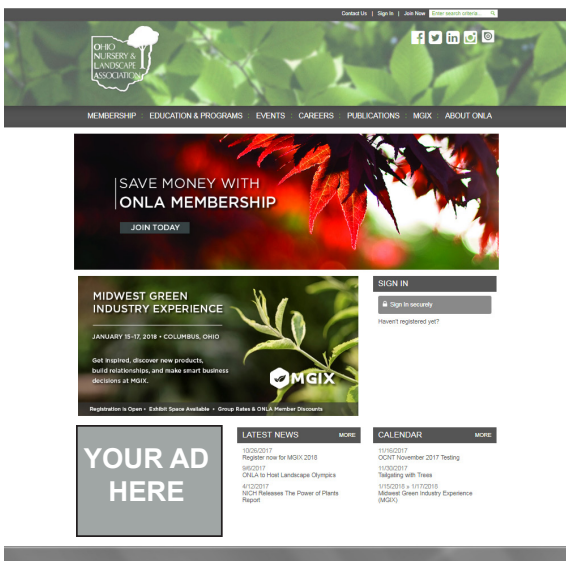 Contact Us | Sign In | Join Now Enter search criteria...
OHIO
NURSERY &
LANDSCAPE
ASSOCIATION
MEMBERSHIP : EDUCATION & PROGRAMS : EVENTS : CAREERS : PUBLICATIONS : MGIX : ABOUT ONLA
SAVE MONEY WITH
ONLA MEMBERSHIP
JOIN TODAY
MIDWEST GREEN
INDUSTRY EXPERIENCE
JANUARY 15-17, 2018 • COLUMBUS, OHIO
Get inspired, discover new products,
build relationships, and make smart business
decisions at MGIX.
MGIX
Registration is Open • Exhibit Space Available • Group Rates & ONLA Member Discounts
SIGN IN
Sign In securely
Haven't registered yet?
YOUR AD
HERE
LATEST NEWS MORE
10/26/2017
Register now for MGIX 2018
9/6/2017
ONLA to Host Landscape Olympics
4/12/2017
NICH Releases The Power of Plants
Report
CALENDAR MORE
11/16/2017
OCNT November 2017 Testing
11/30/2017
Tailgating with Trees
1/15/2018 » 1/17/2018
Midwest Green Industry Experience
(MGIX)